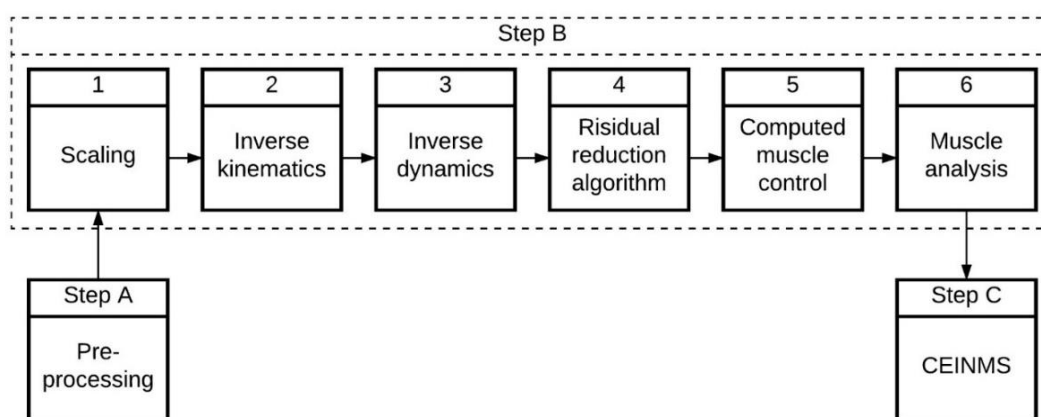 Step B
1
Scaling
2
Inverse
kinematics
3
Inverse
dynamics
4
Risidual
reduction
algorithm
5
Computed
muscle
control
6
Muscle
analysis
Step A
Pre-
processing
Step C
CEINMS